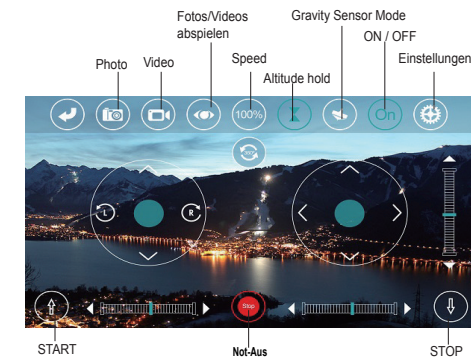 Fotos/Videos
abspielen
Gravity Sensor Mode
ON / OFF
Photo
Video
Speed
Altitude hold
Einstellungen
100%
On
L
R
Stop
START
Not-Aus
STOP